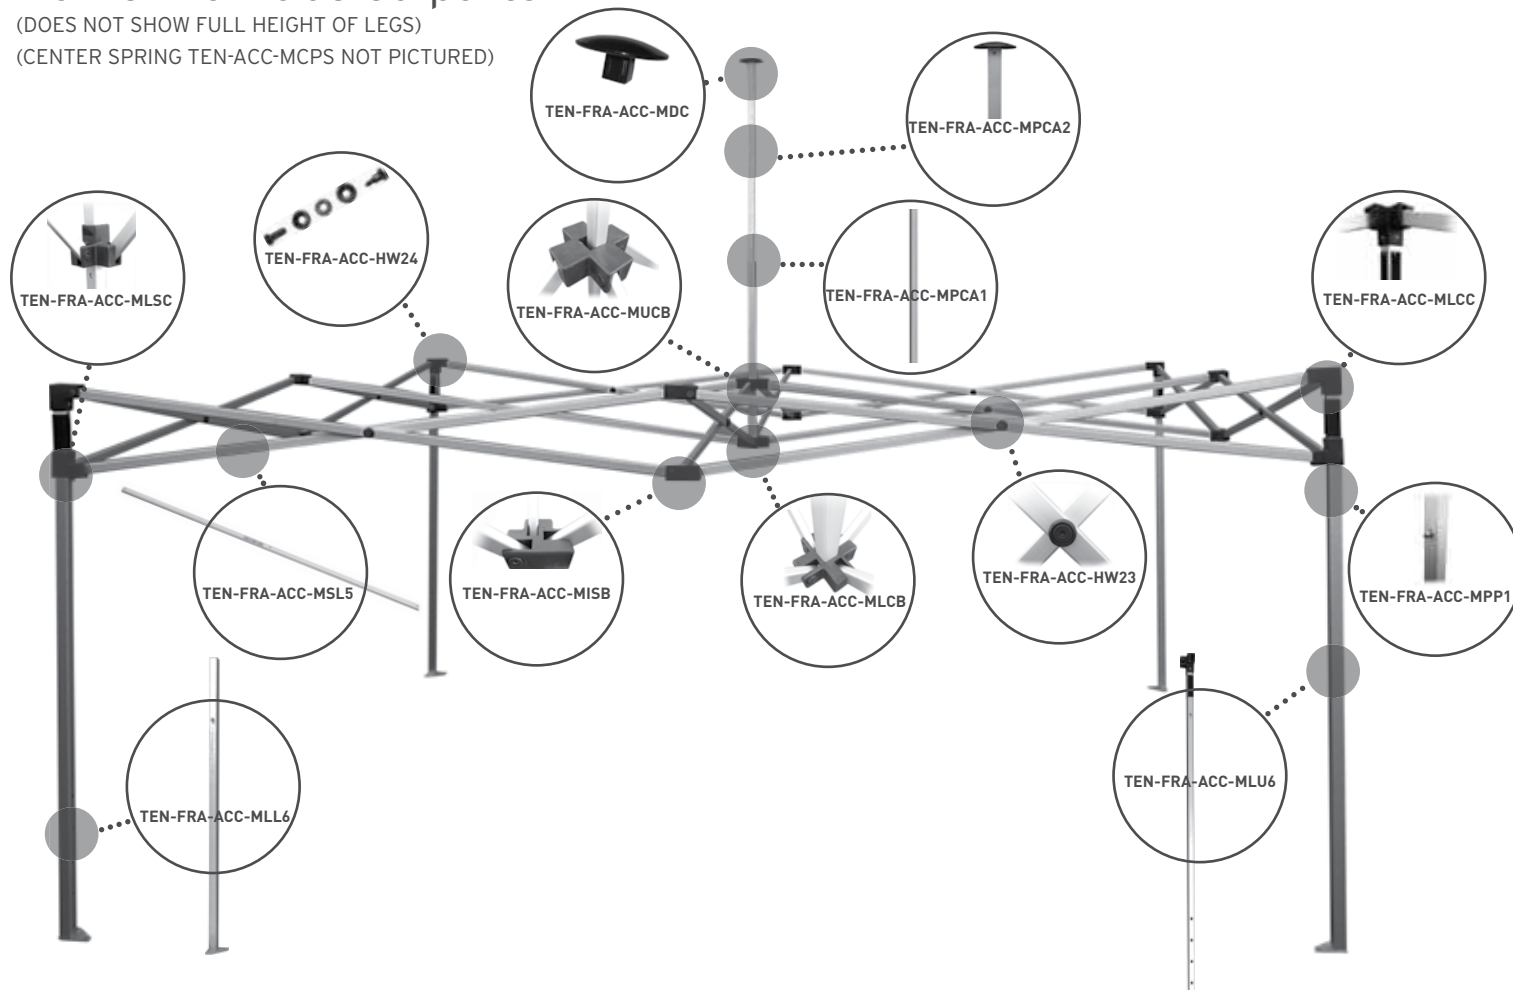 (DOES NOT SHOW FULL HEIGHT OF LEGS)
(CENTER SPRING TEN-ACC-MCPS NOT PICTURED)
TEN-FRA-ACC-MDC
TEN-FRA-ACC-MPCA2
TEN-FRA-ACC-HW24
TEN-FRA-ACC-MLSC
TEN-FRA-ACC-MUCB
TEN-FRA-ACC-MPCA1
TEN-FRA-ACC-MLCC
TEN-FRA-ACC-MSL5
TEN-FRA-ACC-MISB
TEN-FRA-ACC-MLCB
TEN-FRA-ACC-HW23
TEN-FRA-ACC-MPP1
TEN-FRA-ACC-MLL6
TEN-FRA-ACC-MLU6